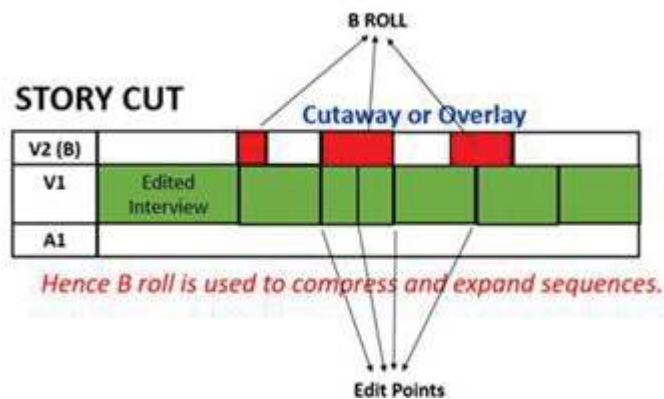 B ROLL
STORY CUT
Cutaway or Overlay
V2 (B)
V1
Edited
Interview
A1
Hence B roll is used to compress and expand sequences.
Edit Points